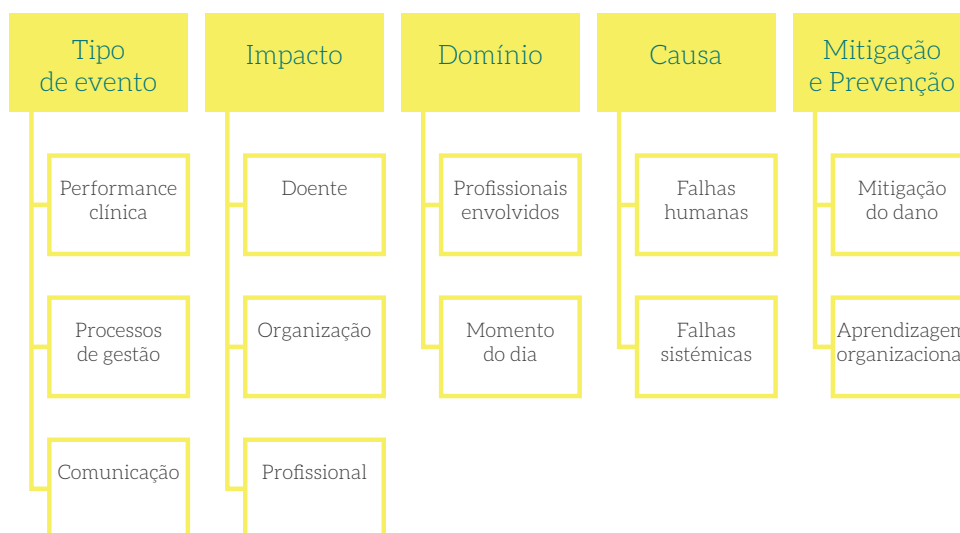 Tipo
de evento
Performance
clínica
Processos
de gestão
Comunicação
Impacto
Doente
Organização
Profissional
Domínio
Profissionais
envolvidos
Momento
do dia
Causa
Falhas
humanas
Falhas
sistémicas
Mitigação
e Prevenção
Mitigação
do dano
Aprendizagem
organizaciona